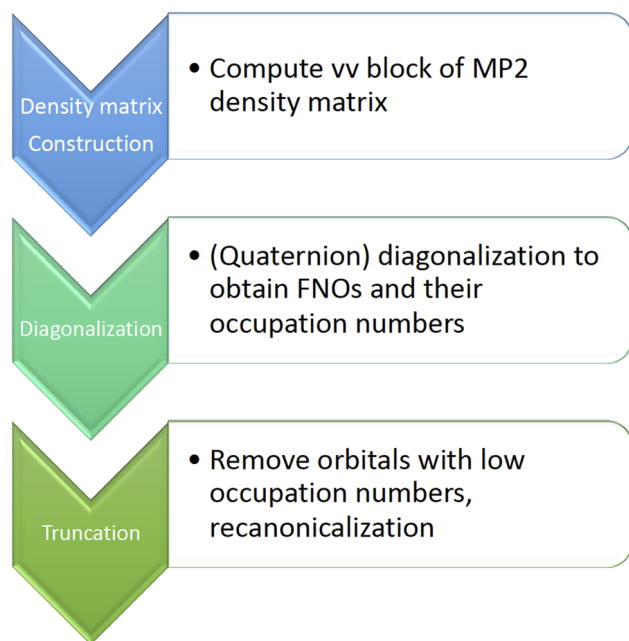 Density matrix
Construction
• Compute vv block of MP2
density matrix
Diagonalization
• (Quaternion) diagonalization to
obtain FNOs and their
occupation numbers
Truncation
• Remove orbitals with low
occupation numbers,
recanonicalization